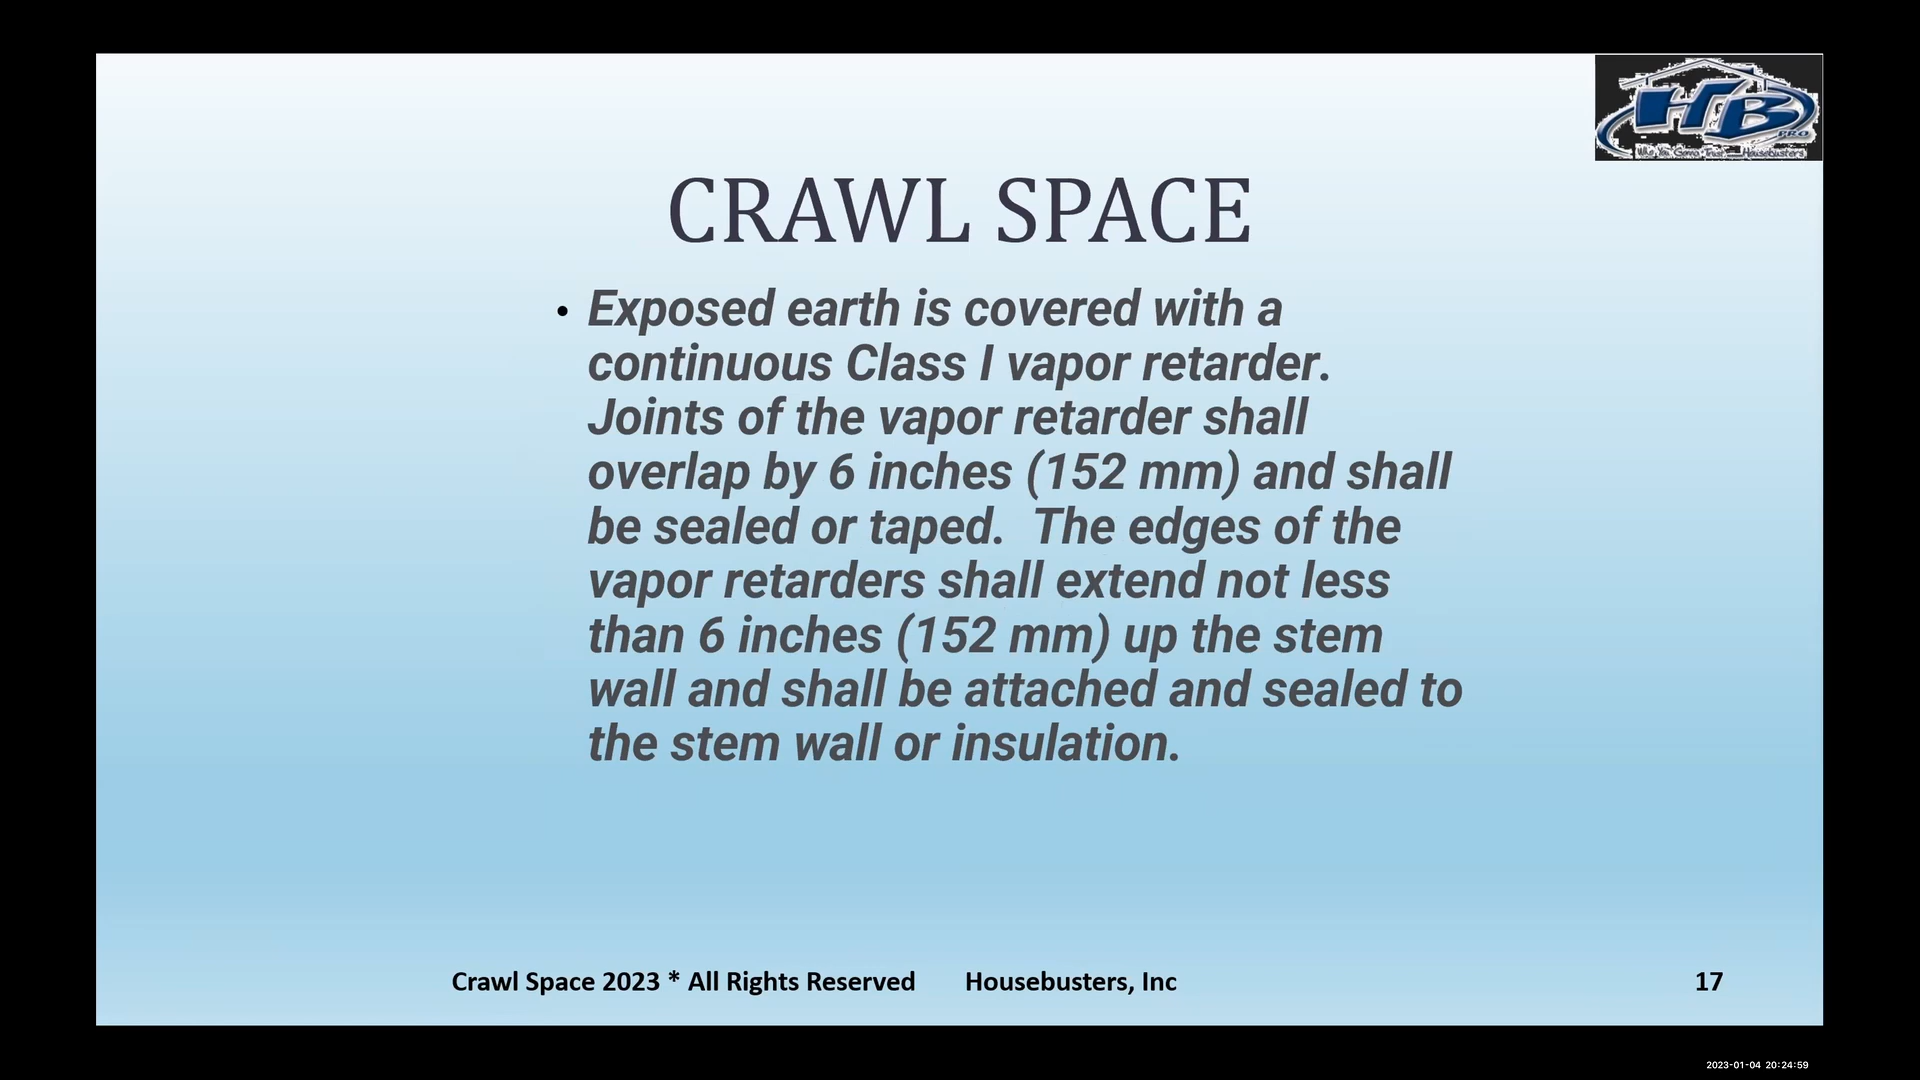 HB
PRO
CRAWL SPACE
• Exposed earth is covered with a
continuous Class I vapor retarder.
Joints of the vapor retarder shall
overlap by 6 inches (152 mm) and shall
be sealed or taped.  The edges of the
vapor retarders shall extend not less
than 6 inches (152 mm) up the stem
wall and shall be attached and sealed to
the stem wall or insulation.
Crawl Space 2023 * All Rights Reserved Housebusters, Inc 17
2023-01-04 20:24:59